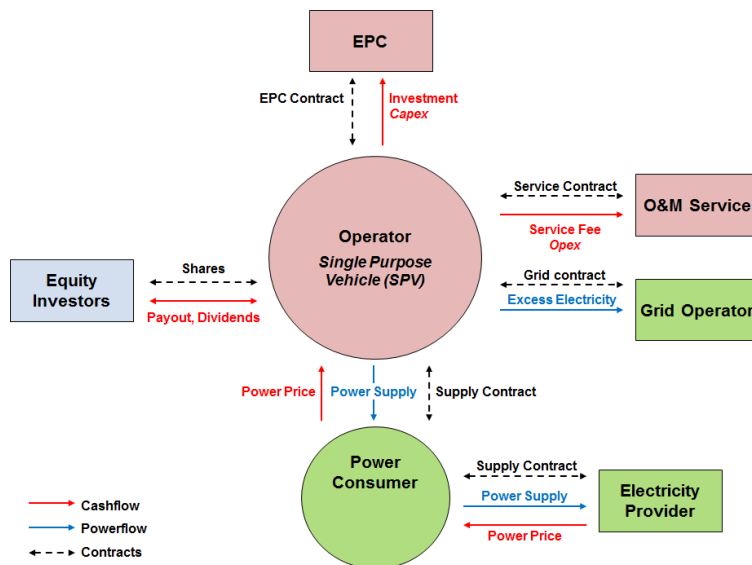 EPC
EPC Contract
Investment
Capex
Operator
Single Purpose
Vehicle (SPV)
Service Contract
Service Fee
Opex
O&M Service
Grid contract
Excess Electricity
Grid Operator
Equity
Investors
Shares
Payout, Dividends
Power Price
Power Supply
Supply Contract
Power
Consumer
Supply Contract
Power Supply
Power Price
Electricity
Provider
Cashflow
Powerflow
Contracts